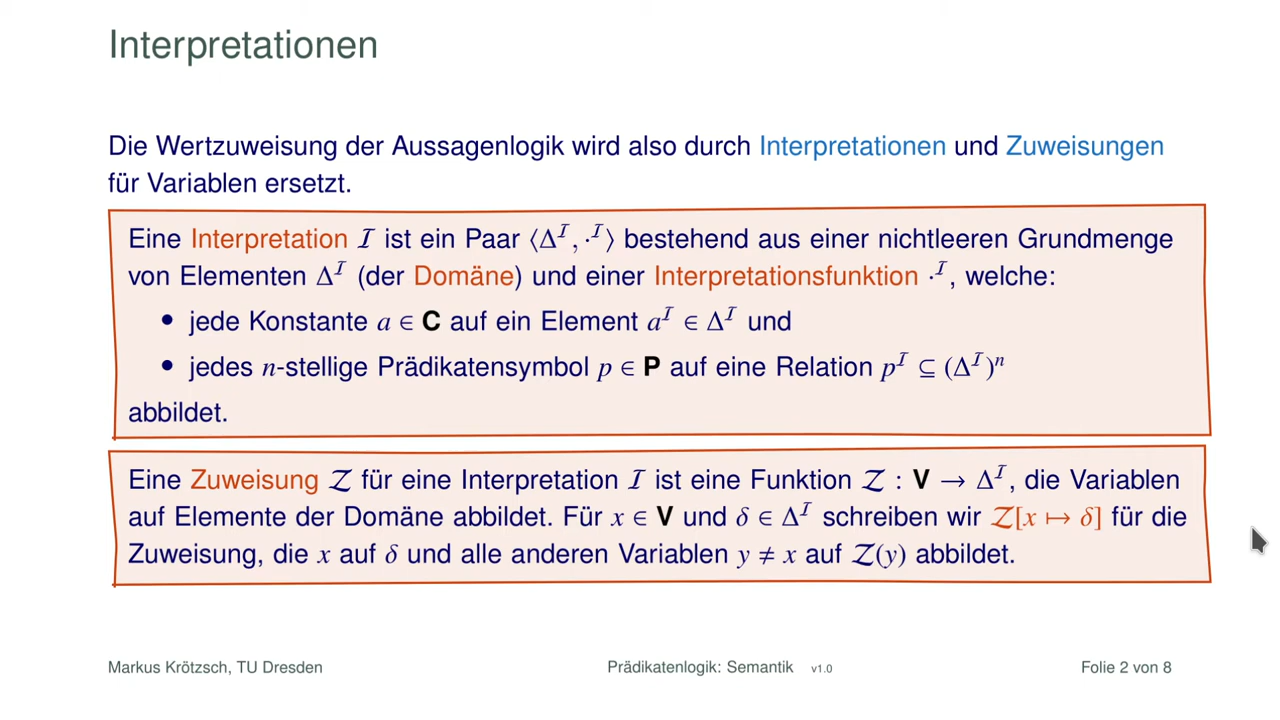 Interpretationen
Die Wertzuweisung der Aussagenlogik wird also durch Interpretationen und Zuweisungen
für Variablen ersetzt.
Eine Interpretation 𝓘 ist ein Paar ⟨Δ^𝓘, ·^𝓘⟩ bestehend aus einer nichtleeren Grundmenge
von Elementen Δ^𝓘 (der Domäne) und einer Interpretationsfunktion ·^𝓘, welche:
• jede Konstante a ∈ C auf ein Element a^𝓘 ∈ Δ^𝓘 und
• jedes n-stellige Prädikatensymbol p ∈ P auf eine Relation p^𝓘 ⊆ (Δ^𝓘)^n
abbildet.
Eine Zuweisung 𝓩 für eine Interpretation 𝓘 ist eine Funktion 𝓩 : V → Δ^𝓘, die Variablen
auf Elemente der Domäne abbildet. Für x ∈ V und δ ∈ Δ^𝓘 schreiben wir 𝓩[x ↦ δ] für die
Zuweisung, die x auf δ und alle anderen Variablen y ≠ x auf 𝓩(y) abbildet.
Markus Krötzsch, TU Dresden Prädikatenlogik: Semantik v1.0 Folie 2 von 8